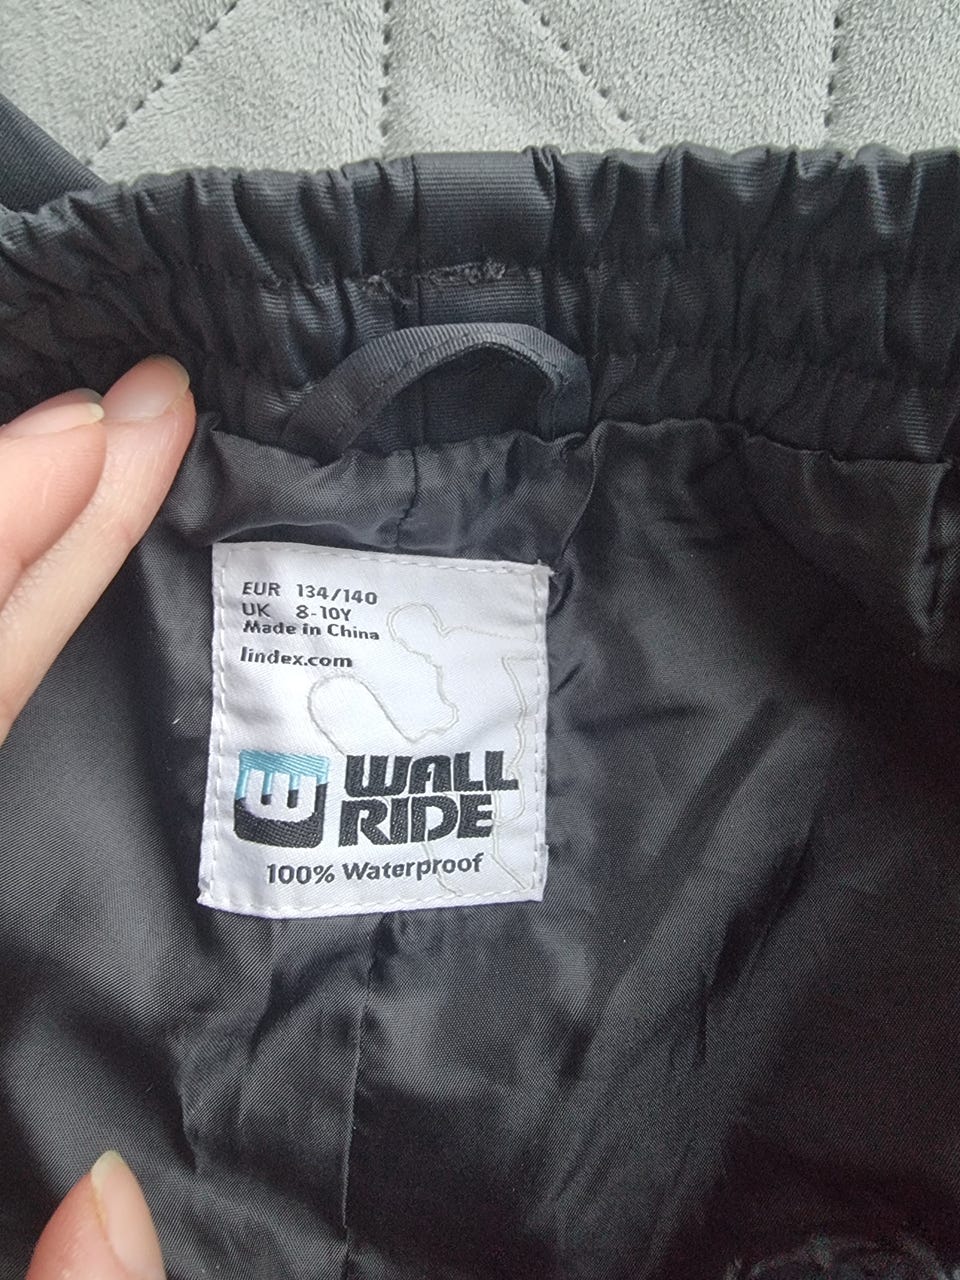 EUR 134/140
UK 8-10Y
Made in China
lindex.com
WALL
RIDE
100% Waterproof